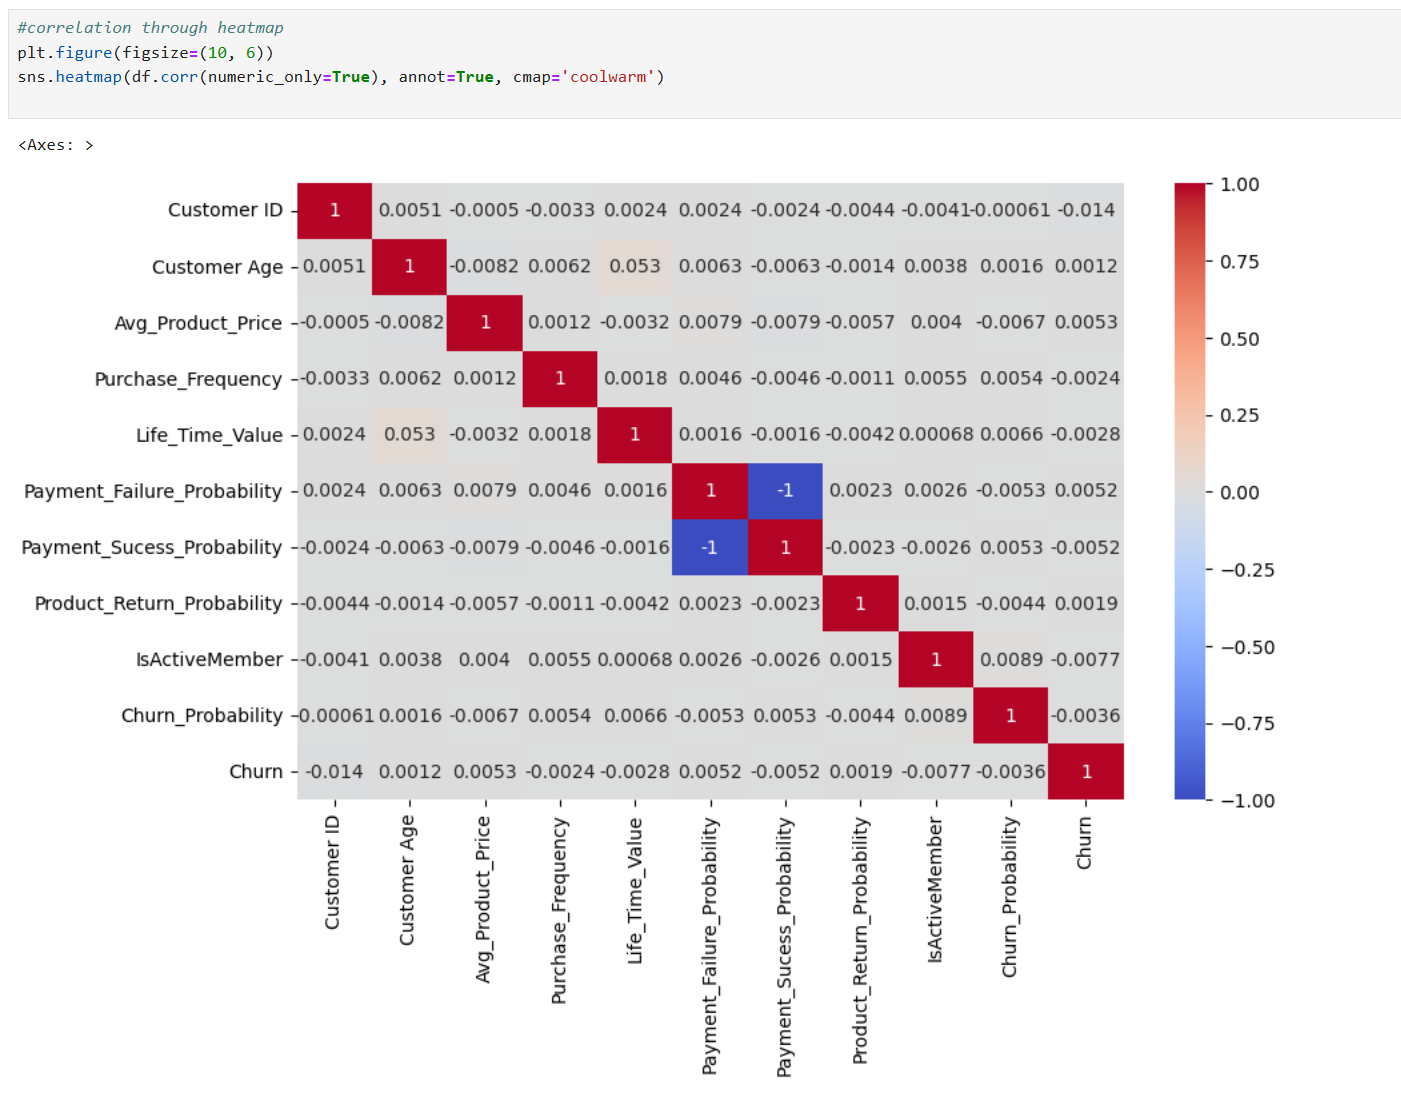 #correlation through heatmap
plt.figure(figsize=(10, 6))
sns.heatmap(df.corr(numeric_only=True), annot=True, cmap='coolwarm')
<Axes: >
Customer ID 1 0.0051 -0.0005 -0.0033 0.0024 0.0024 -0.0024 -0.0044 -0.0041 -0.00061 -0.014
Customer Age 0.0051 1 -0.0082 0.0062 0.053 0.0063 -0.0063 -0.0014 0.0038 0.0016 0.0012
Avg_Product_Price -0.0005 -0.0082 1 0.0012 -0.0032 0.0079 -0.0079 -0.0057 0.004 -0.0067 0.0053
Purchase_Frequency -0.0033 0.0062 0.0012 1 0.0018 0.0046 -0.0046 -0.0011 0.0055 0.0054 -0.0024
Life_Time_Value 0.0024 0.053 -0.0032 0.0018 1 0.0016 -0.0016 -0.0042 0.00068 0.0066 -0.0028
Payment_Failure_Probability 0.0024 0.0063 0.0079 0.0046 0.0016 1 -1 0.0023 0.0026 -0.0053 0.0052
Payment_Sucess_Probability -0.0024 -0.0063 -0.0079 -0.0046 -0.0016 -1 1 -0.0023 -0.0026 0.0053 -0.0052
Product_Return_Probability -0.0044 -0.0014 -0.0057 -0.0011 -0.0042 0.0023 -0.0023 1 0.0015 -0.0044 0.0019
IsActiveMember -0.0041 0.0038 0.004 0.0055 0.00068 0.0026 -0.0026 0.0015 1 0.0089 -0.0077
Churn_Probability -0.00061 0.0016 -0.0067 0.0054 0.0066 -0.0053 0.0053 -0.0044 0.0089 1 -0.0036
Churn -0.014 0.0012 0.0053 -0.0024 -0.0028 0.0052 -0.0052 0.0019 -0.0077 -0.0036 1
Customer ID
Customer Age
Avg_Product_Price
Purchase_Frequency
Life_Time_Value
Payment_Failure_Probability
Payment_Sucess_Probability
Product_Return_Probability
IsActiveMember
Churn_Probability
Churn
1.00
0.75
0.50
0.25
0.00
−0.25
−0.50
−0.75
−1.00